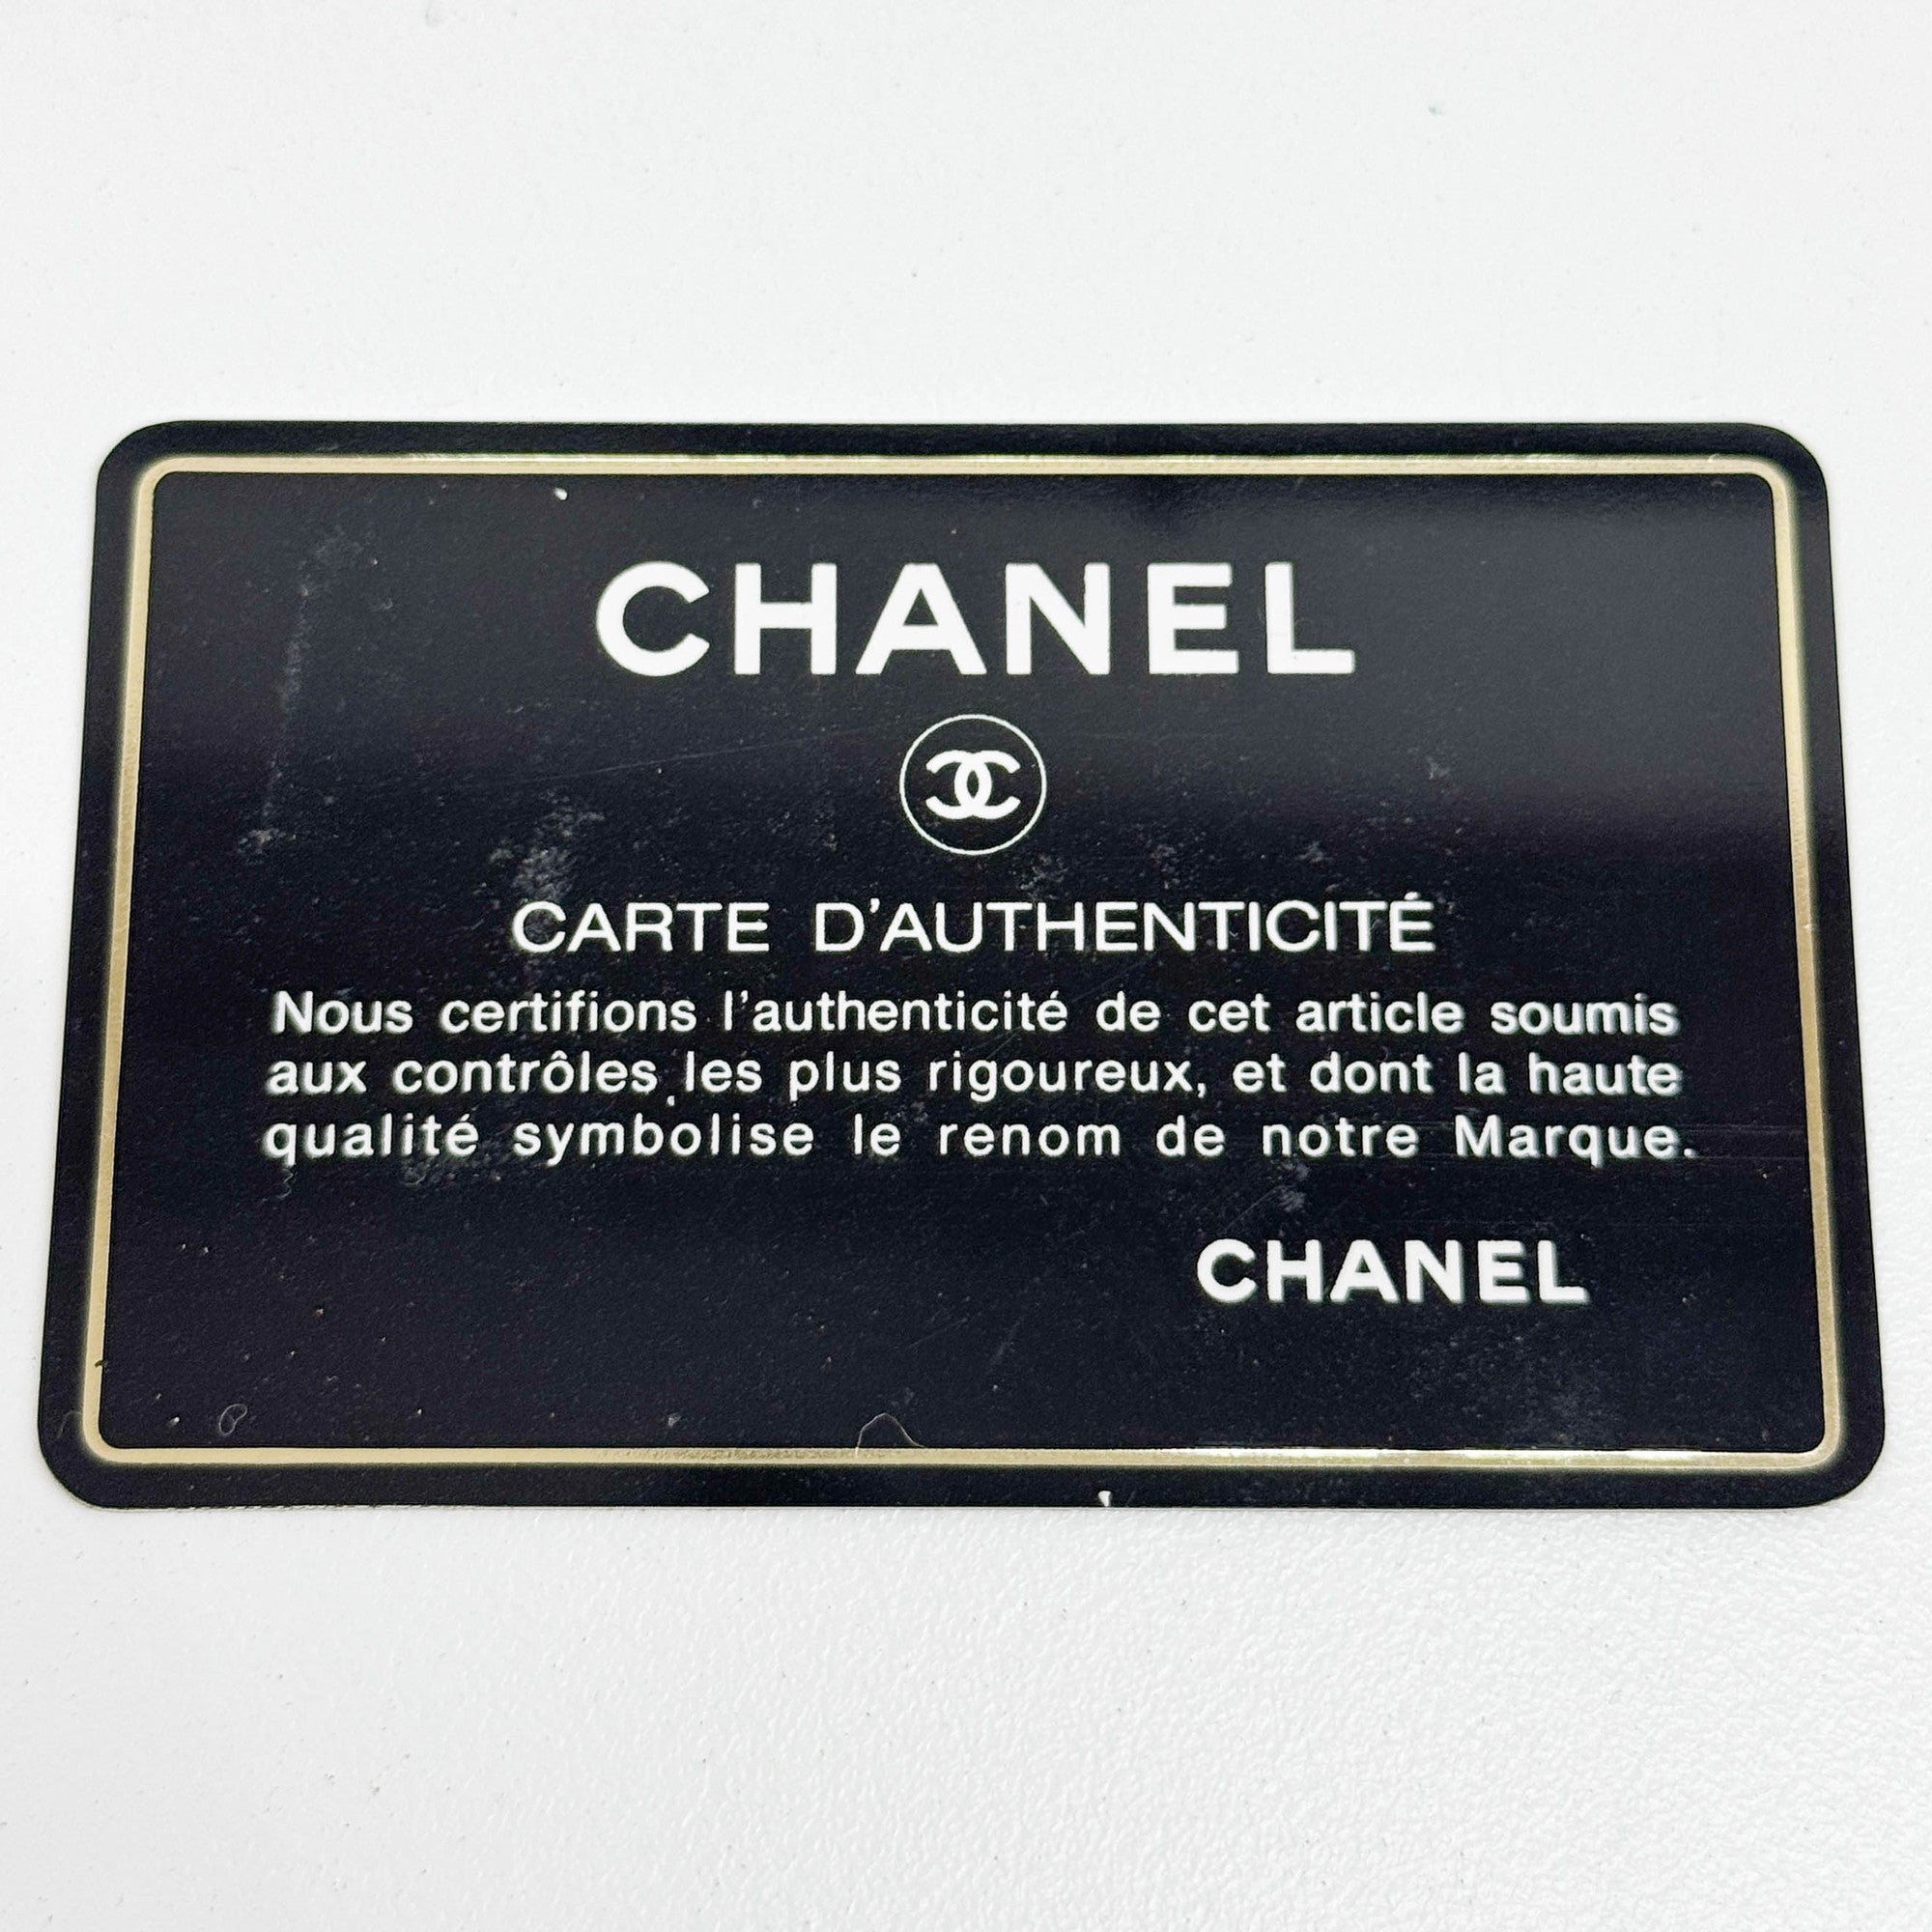 CHANEL
CARTE D'AUTHENTICITÉ
Nous certifions l'authenticité de cet article soumis
aux contrôles les plus rigoureux, et dont la haute
qualité symbolise le renom de notre Marque.
CHANEL